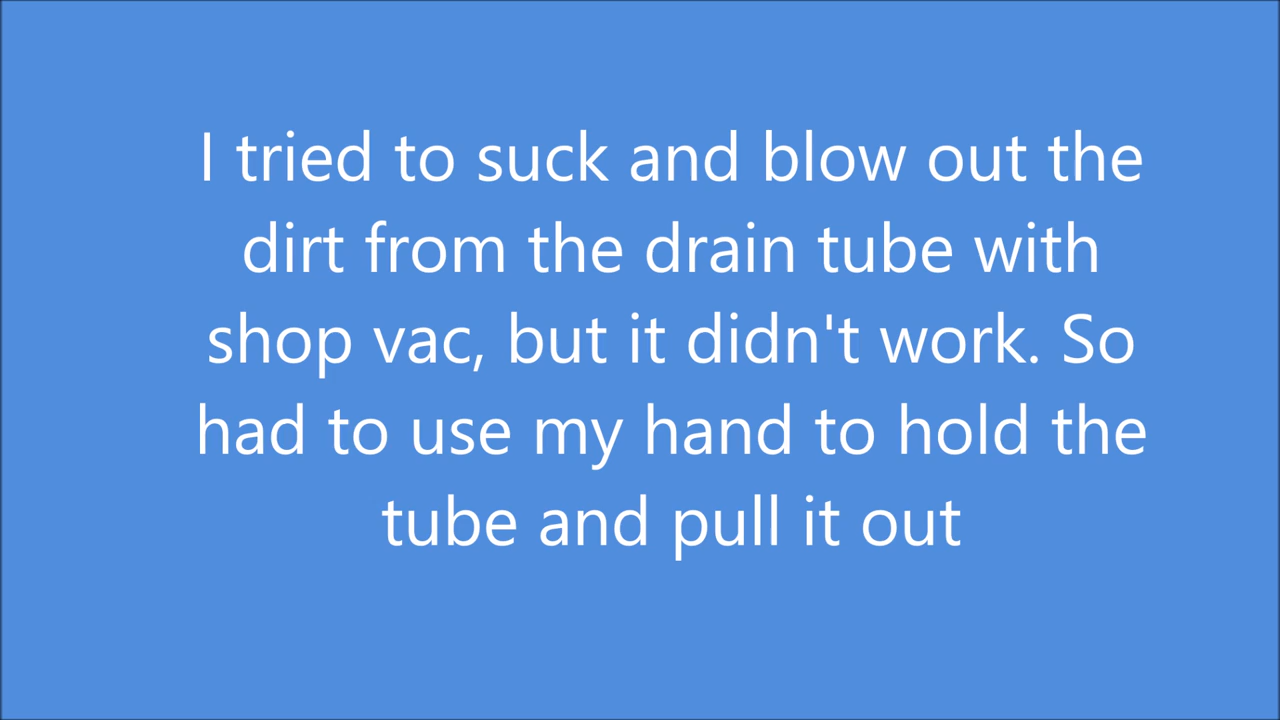 I tried to suck and blow out the
dirt from the drain tube with
shop vac, but it didn't work. So
had to use my hand to hold the
tube and pull it out